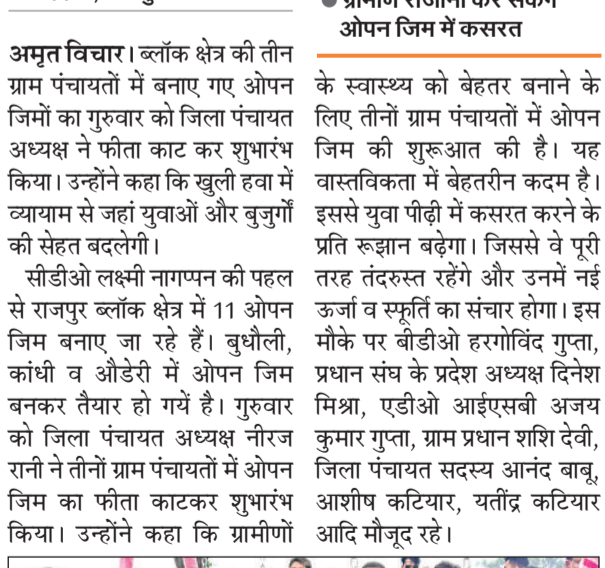 ओपन जिम में कसरत
अमृत विचार। ब्लॉक क्षेत्र की तीन
ग्राम पंचायतों में बनाए गए ओपन
जिमों का गुरुवार को जिला पंचायत
अध्यक्ष ने फीता काट कर शुभारंभ
किया। उन्होंने कहा कि खुली हवा में
व्यायाम से जहां युवाओं और बुजुर्गों
की सेहत बदलेगी।
सीडीओ लक्ष्मी नागप्पन की पहल
से राजपुर ब्लॉक क्षेत्र में 11 ओपन
जिम बनाए जा रहे हैं। बुधौली,
कांधी व औडेरी में ओपन जिम
बनकर तैयार हो गयें है। गुरुवार
को जिला पंचायत अध्यक्ष नीरज
रानी ने तीनों ग्राम पंचायतों में ओपन
जिम का फीता काटकर शुभारंभ
किया। उन्होंने कहा कि ग्रामीणों
के स्वास्थ्य को बेहतर बनाने के
लिए तीनों ग्राम पंचायतों में ओपन
जिम की शुरूआत की है। यह
वास्तविकता में बेहतरीन कदम है।
इससे युवा पीढ़ी में कसरत करने के
प्रति रूझान बढ़ेगा। जिससे वे पूरी
तरह तंदरुस्त रहेंगे और उनमें नई
ऊर्जा व स्फूर्ति का संचार होगा। इस
मौके पर बीडीओ हरगोविंद गुप्ता,
प्रधान संघ के प्रदेश अध्यक्ष दिनेश
मिश्रा, एडीओ आईएसबी अजय
कुमार गुप्ता, ग्राम प्रधान शशि देवी,
जिला पंचायत सदस्य आनंद बाबू,
आशीष कटियार, यतींद्र कटियार
आदि मौजूद रहे।